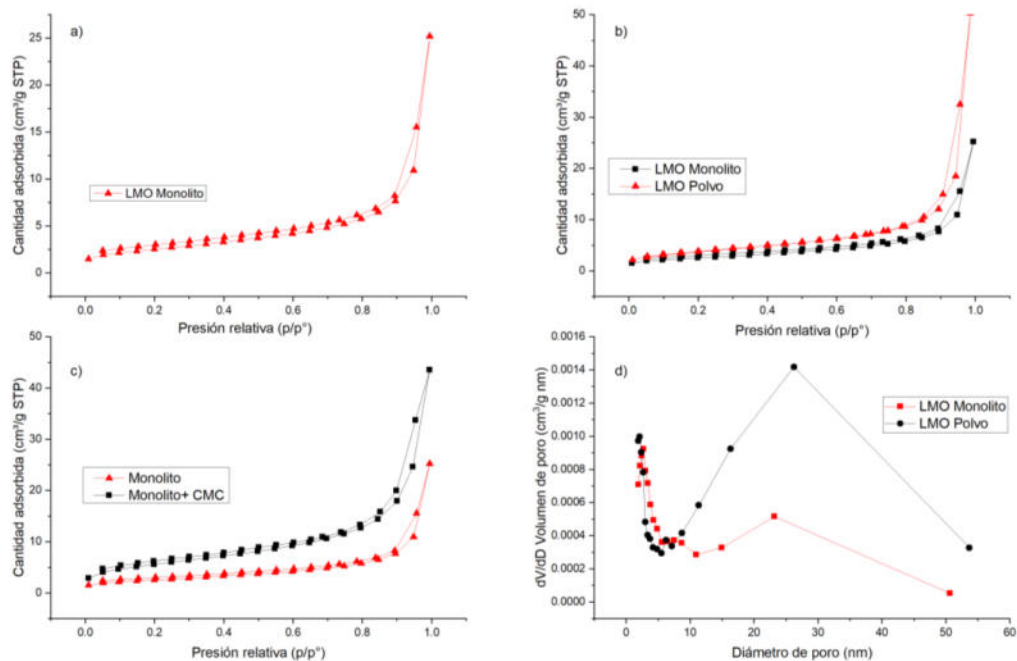 a)
Cantidad adsorbida (cm³/g STP)
25
20
15
10
5
0
LMO Monolito
0.0 0.2 0.4 0.6 0.8 1.0
Presión relativa (p/p°)
b)
Cantidad adsorbida (cm³/g STP)
50
40
30
20
10
0
LMO Monolito
LMO Polvo
0.0 0.2 0.4 0.6 0.8 1.0
Presión relativa (p/p°)
c)
Cantidad adsorbida (cm³/g STP)
50
40
30
20
10
0
Monolito
Monolito+ CMC
0.0 0.2 0.4 0.6 0.8 1.0
Presión relativa (p/p°)
d)
dV/dD Volumen de poro (cm³/g nm)
0.0016
0.0014
0.0012
0.0010
0.0008
0.0006
0.0004
0.0002
0.0000
LMO Monolito
LMO Polvo
0 10 20 30 40 50 60
Diámetro de poro (nm)